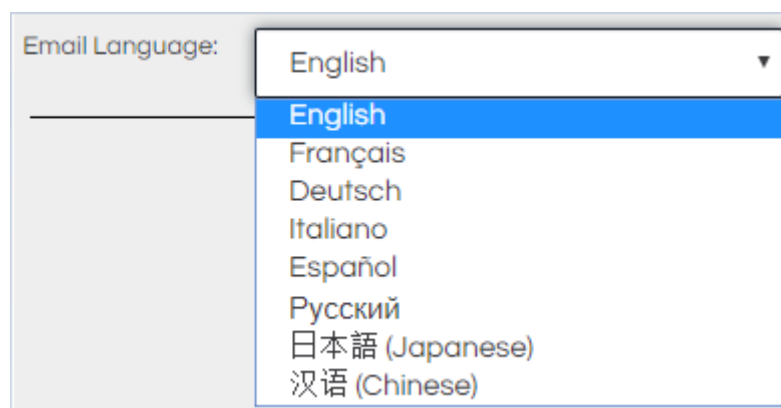 Email Language:
English
English
Français
Deutsch
Italiano
Español
Русский
日本語 (Japanese)
汉语 (Chinese)